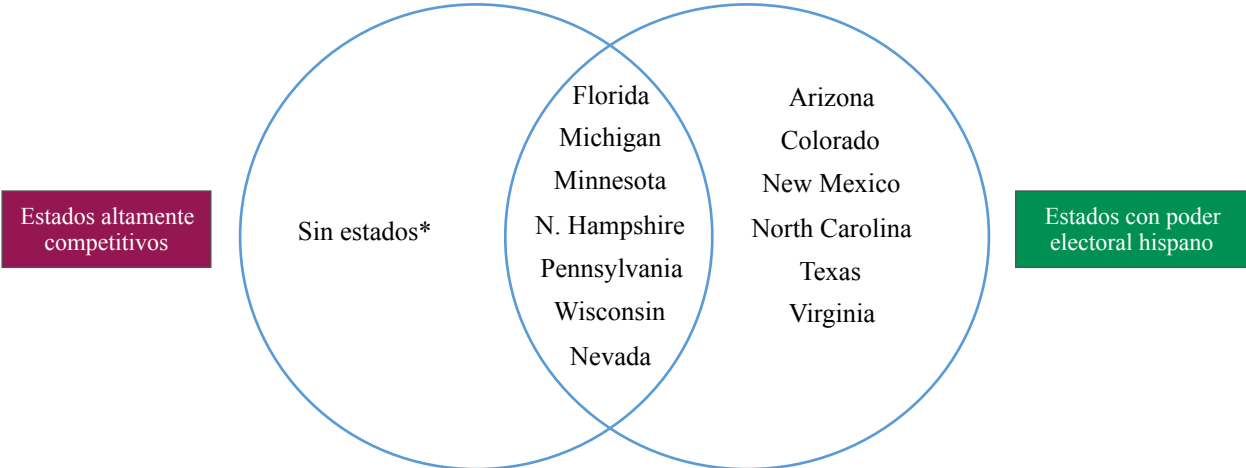 Estados altamente
competitivos
Sin estados*
Florida
Michigan
Minnesota
N. Hampshire
Pennsylvania
Wisconsin
Nevada
Arizona
Colorado
New Mexico
North Carolina
Texas
Virginia
Estados con poder
electoral hispano